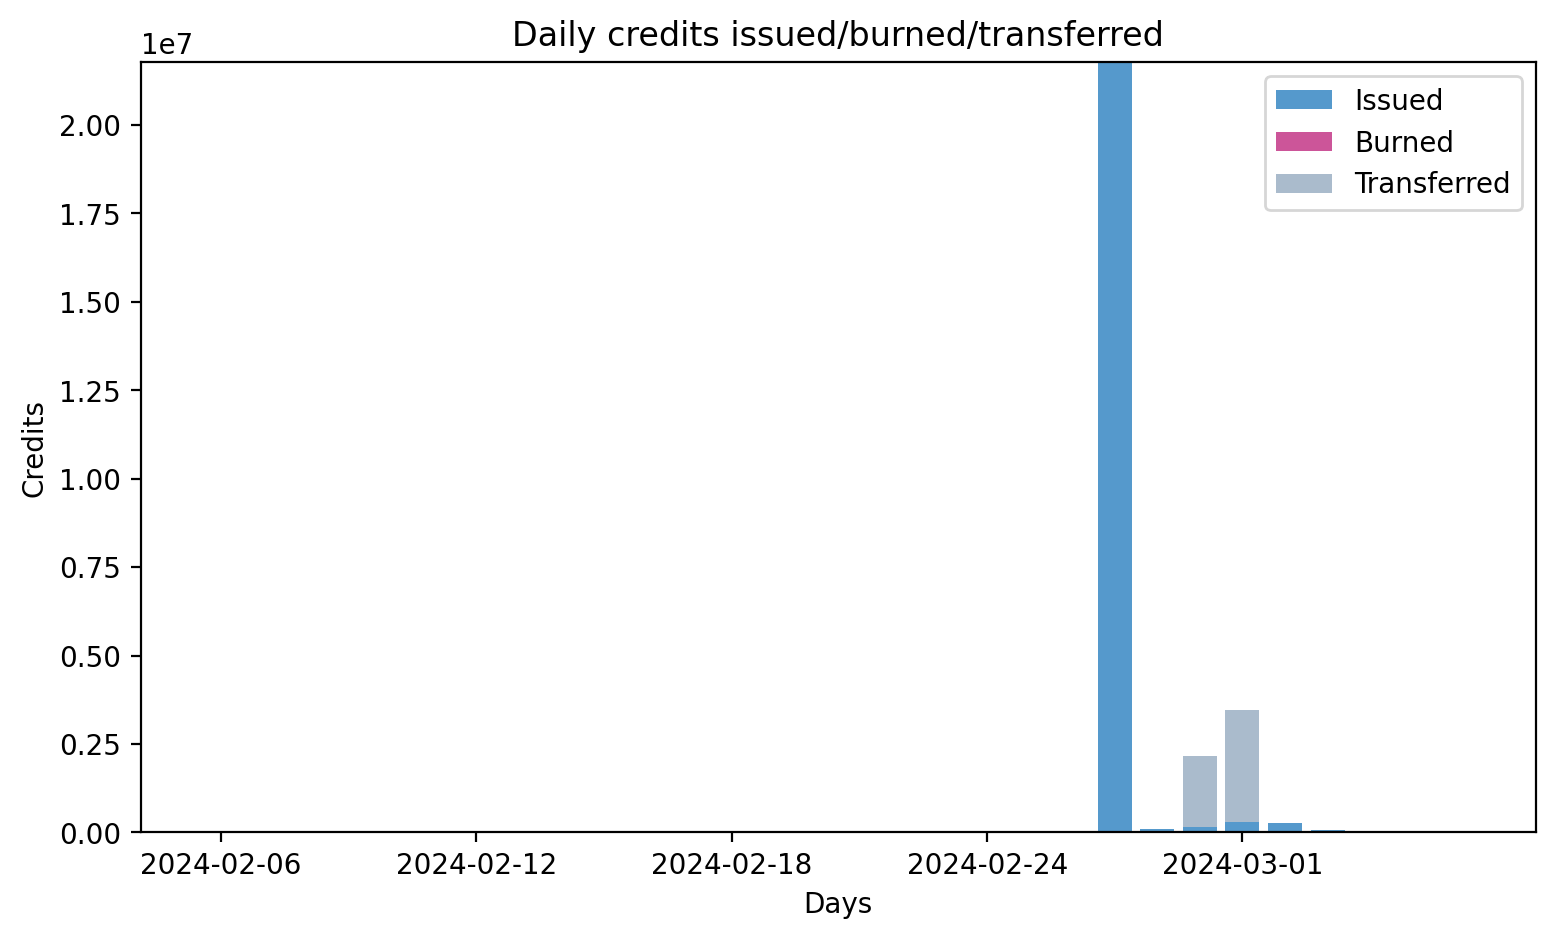 Daily credits issued/burned/transferred
1e7
2.00
1.75
1.50
1.25
1.00
0.75
0.50
0.25
0.00
Credits
Issued
Burned
Transferred
2024-02-06 2024-02-12 2024-02-18 2024-02-24 2024-03-01
Days